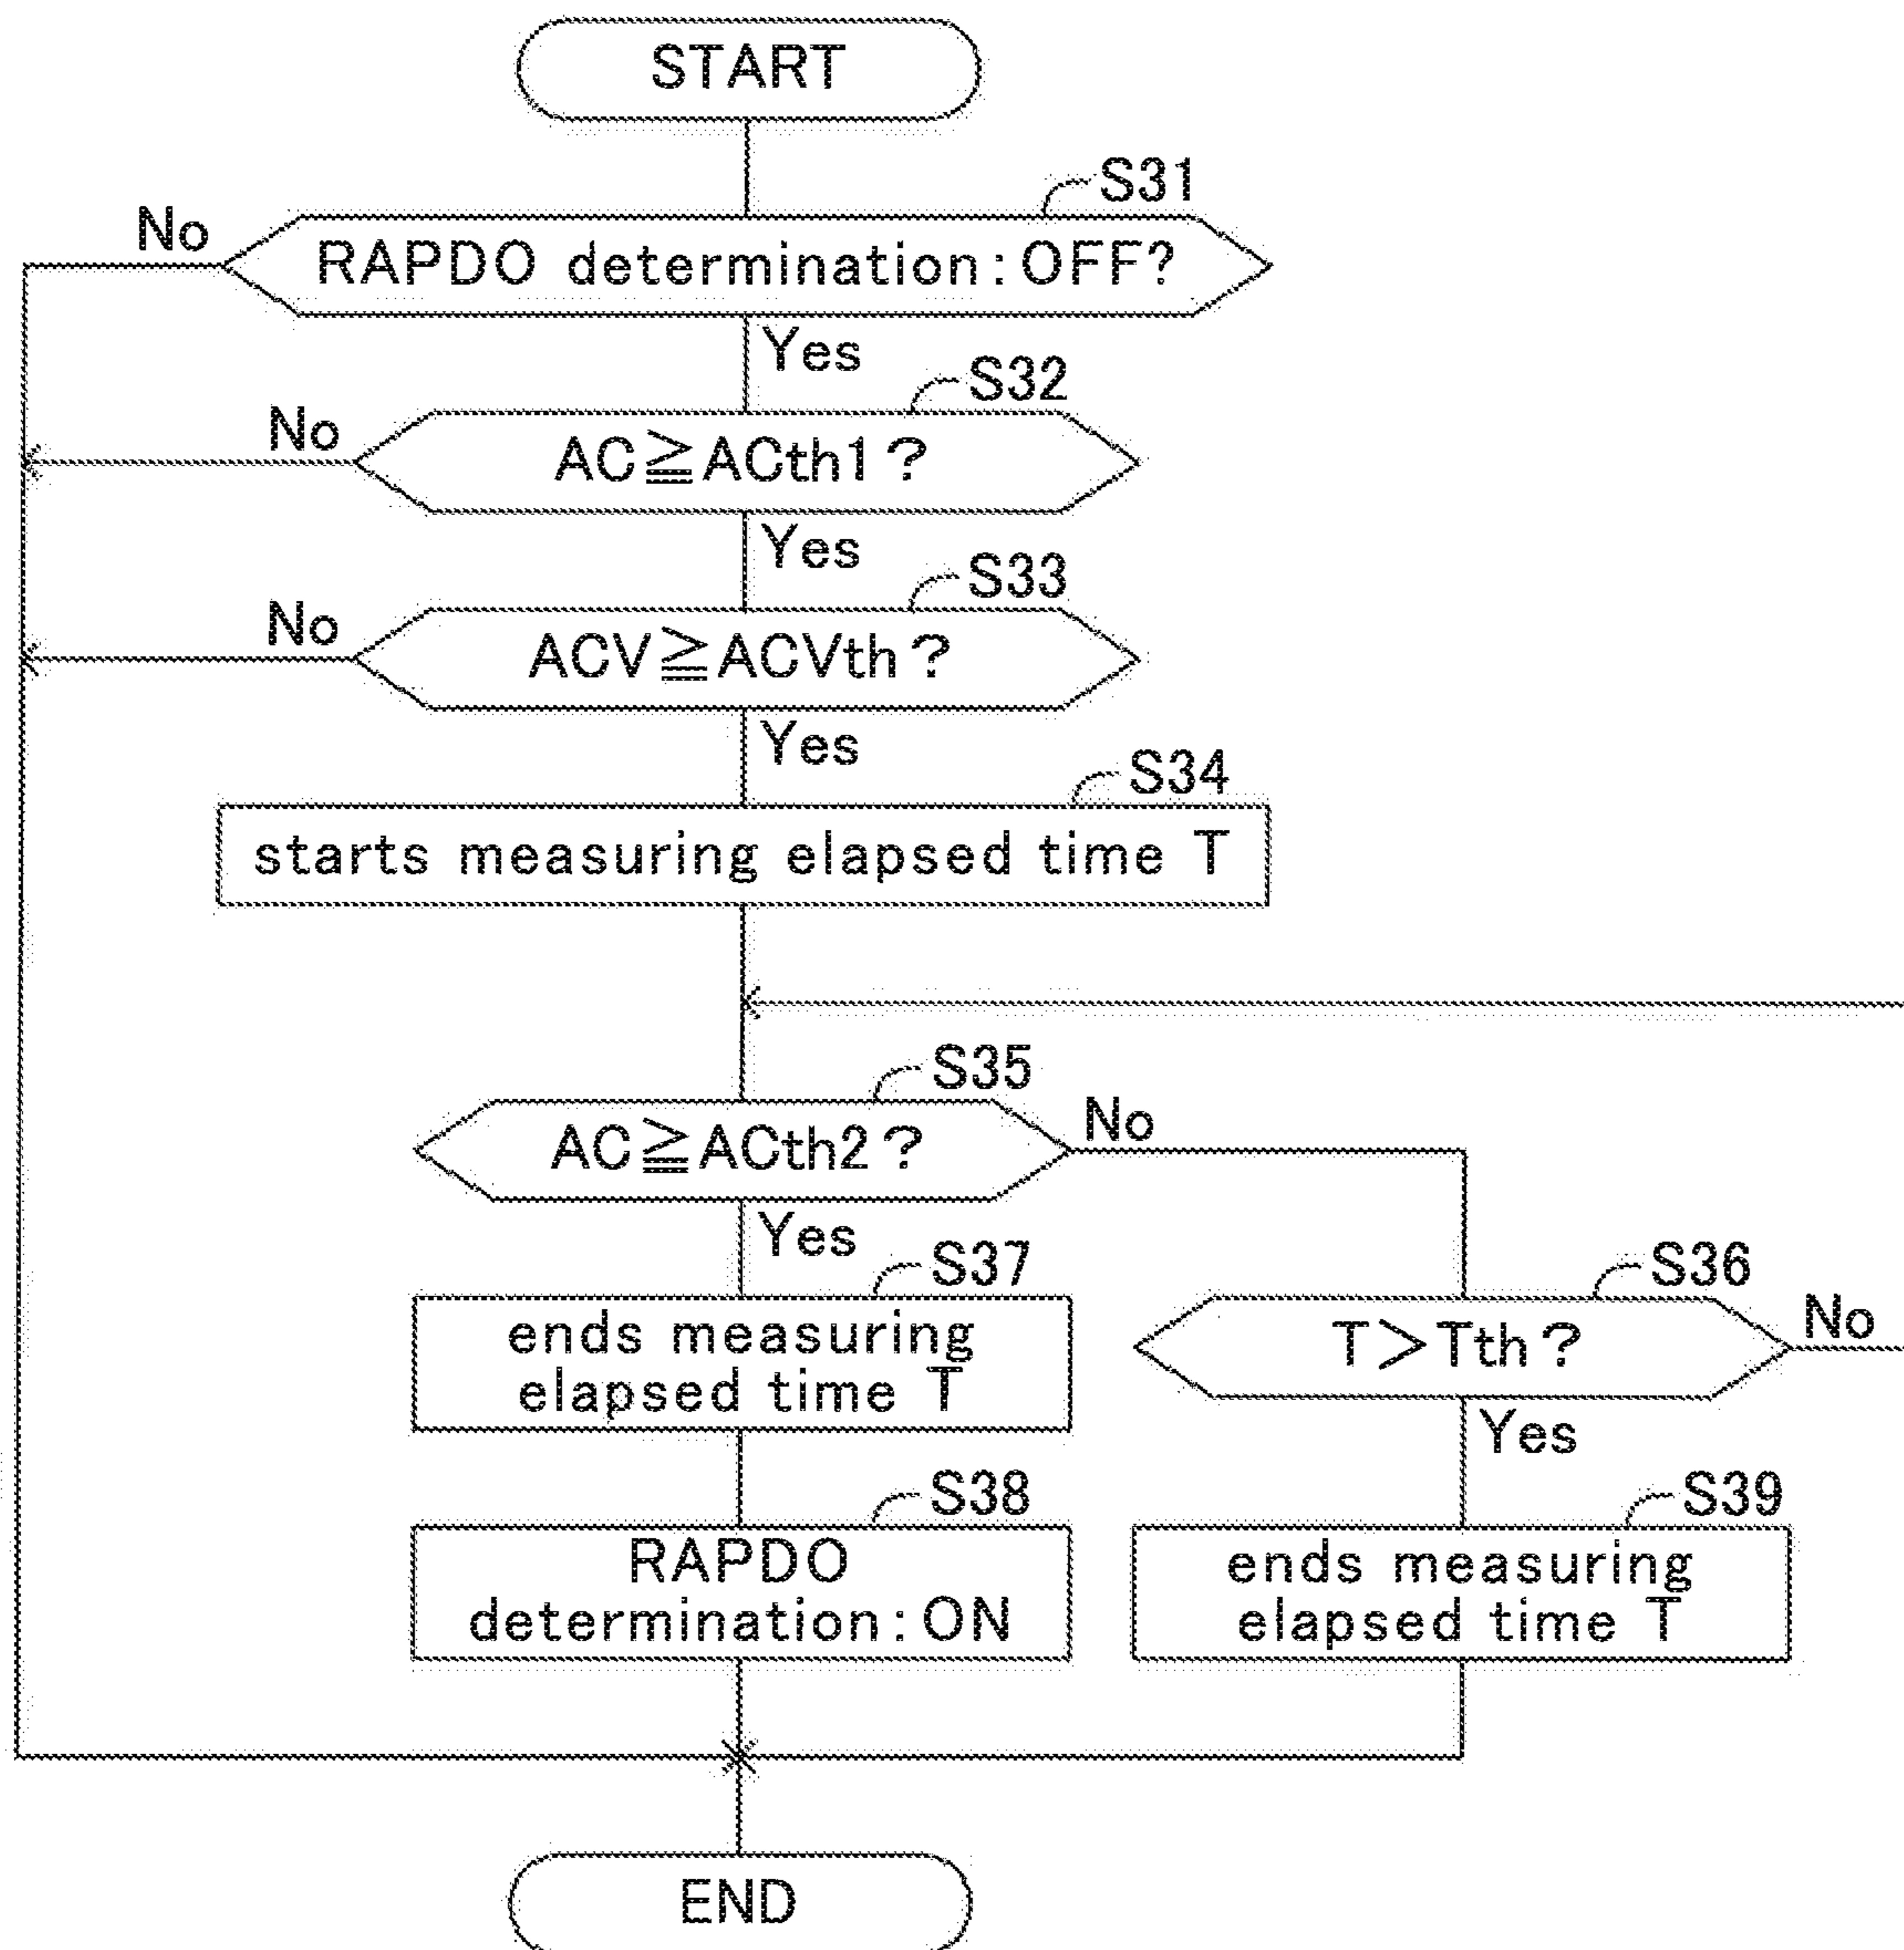 START
S31
No
RAPDO determination:OFF?
Yes
S32
No
AC≧ACth1?
Yes
S33
No
ACV≧ACVth?
Yes
S34
starts measuring elapsed time T
S35
AC≧ACth2?
No
Yes
S37
ends measuring
elapsed time T
S36
T>Tth?
No
Yes
S38
RAPDO
determination:ON
S39
ends measuring
elapsed time T
END